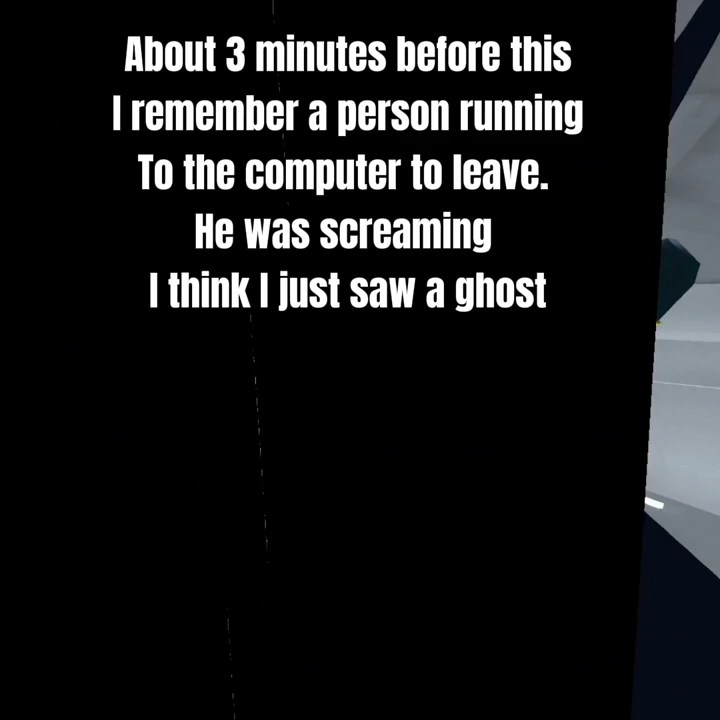 About 3 minutes before this
I remember a person running
To the computer to leave.
He was screaming
I think I just saw a ghost